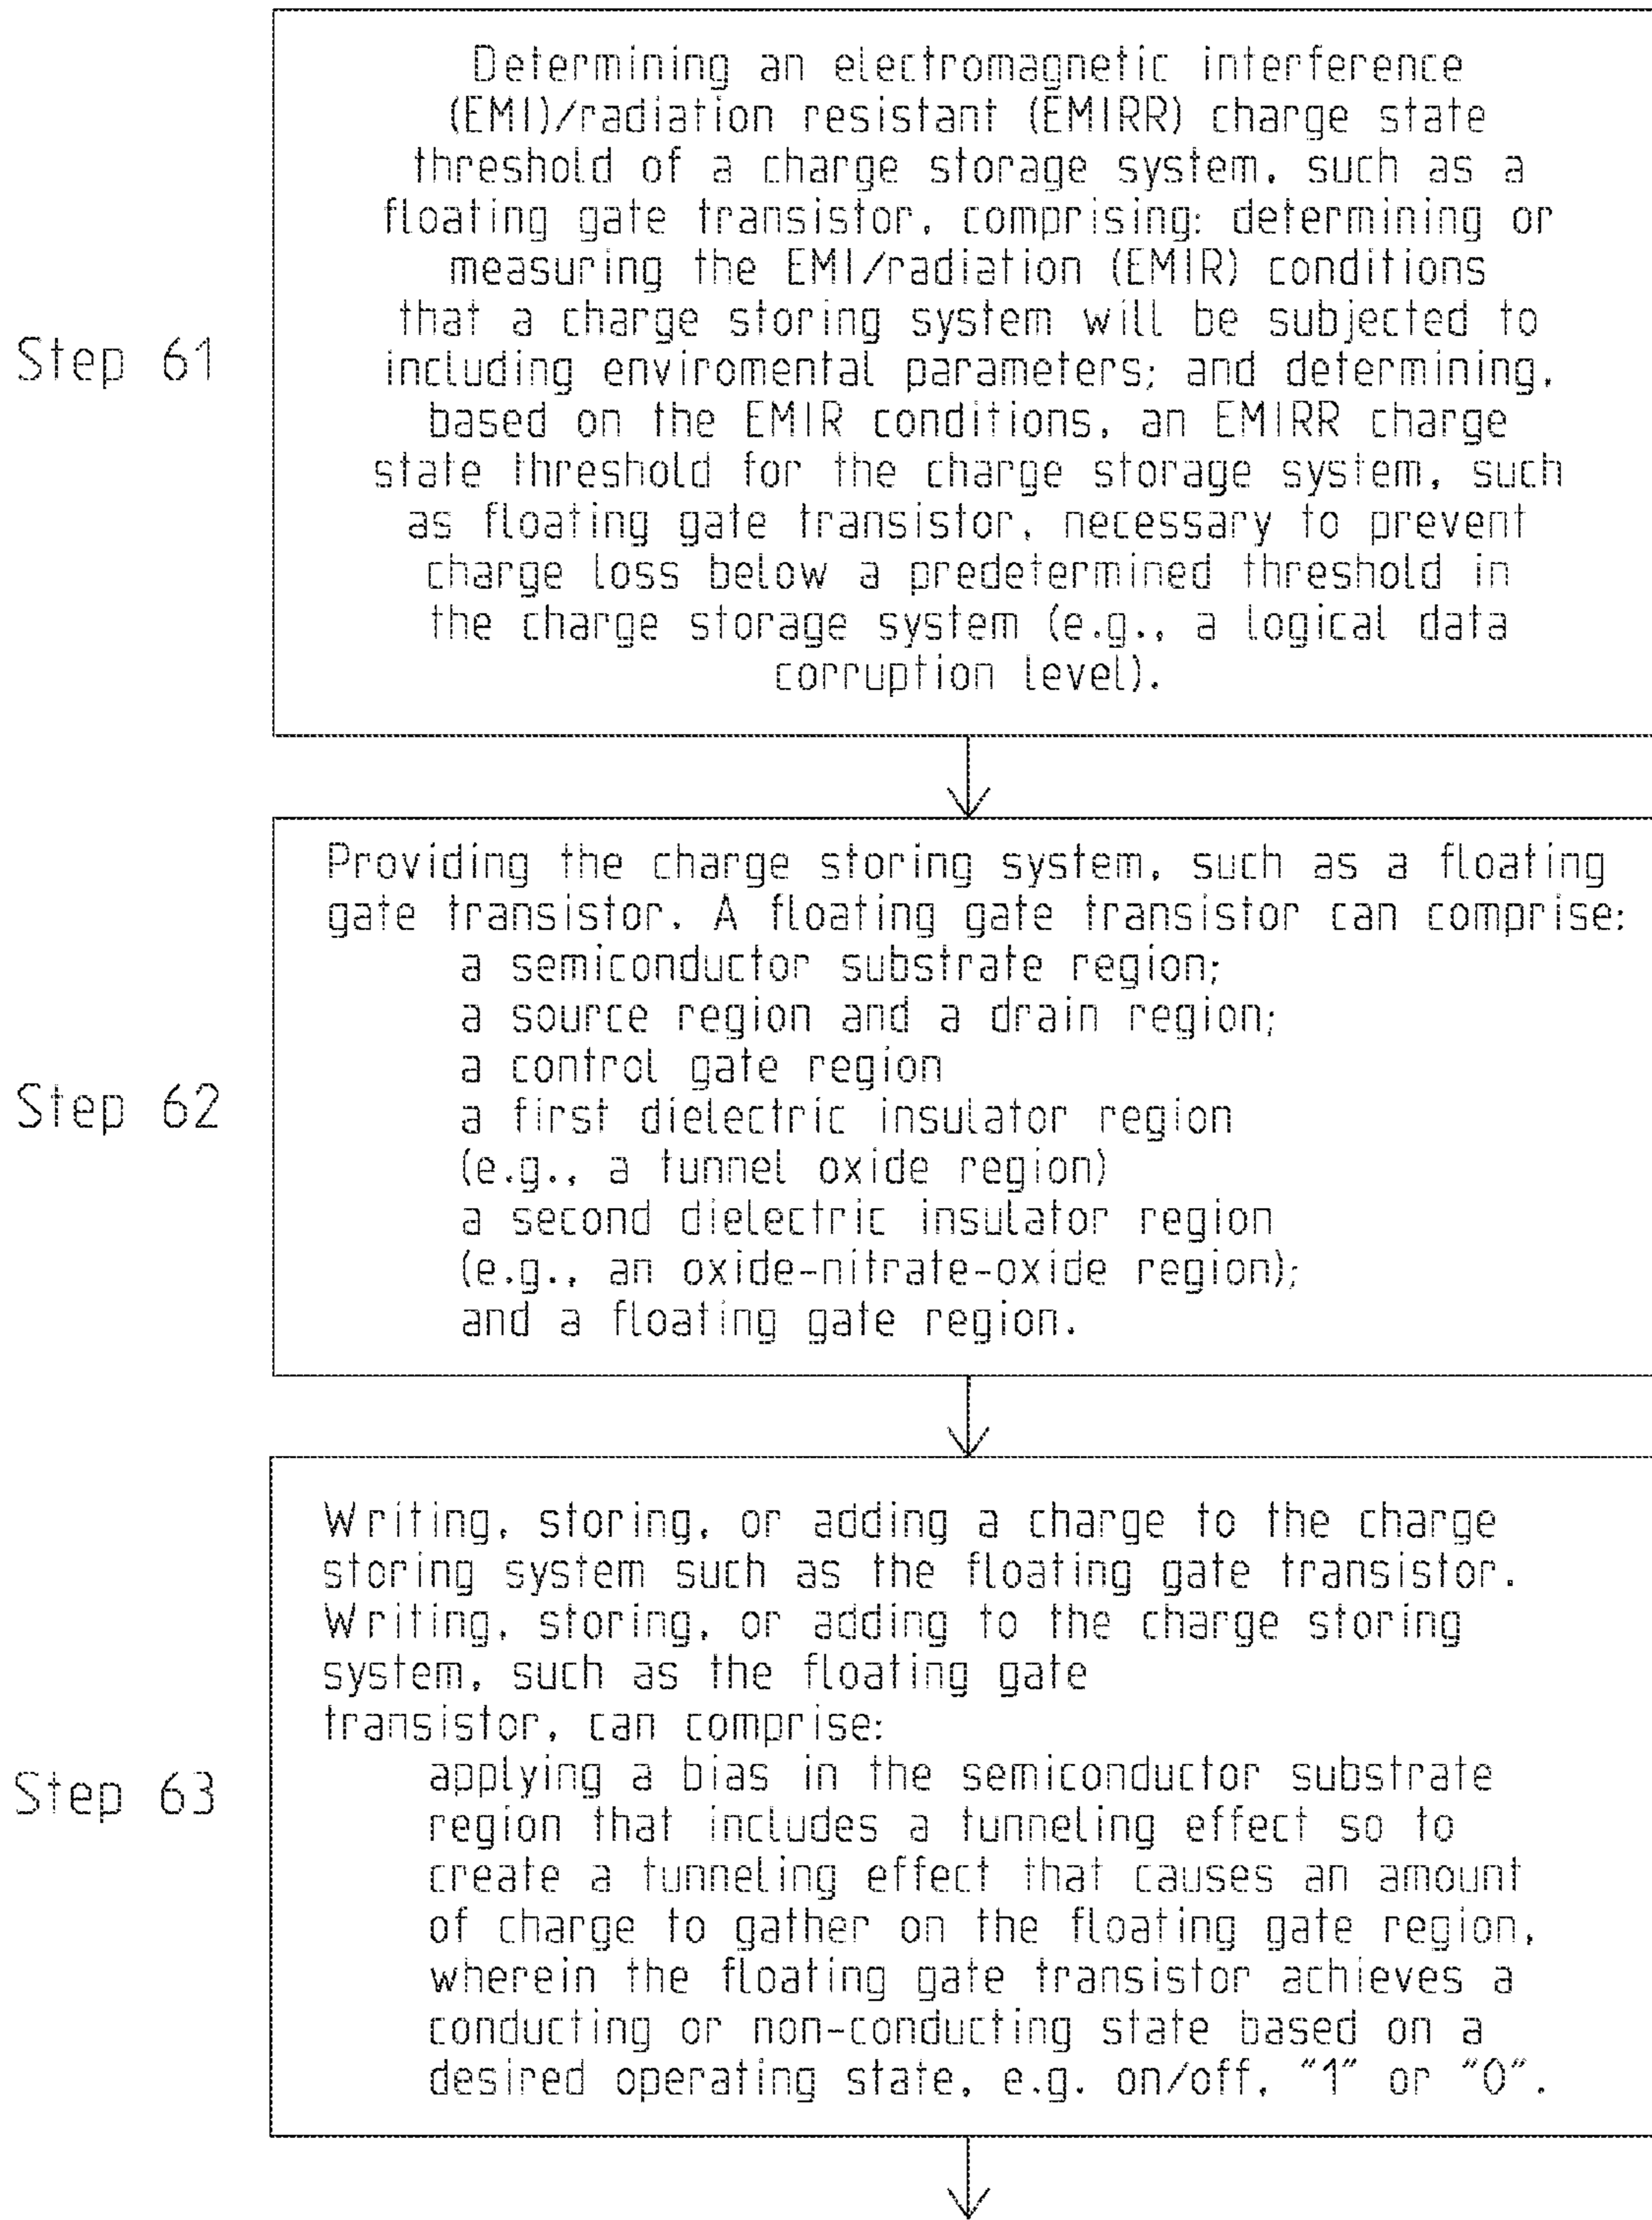 Determining an electromagnetic interference
(EMI)/radiation resistant (EMIRR) charge state
threshold of a charge storage system, such as a
floating gate transistor, comprising: determining or
measuring the EMI/radiation (EMIR) conditions
that a charge storing system will be subjected to
including enviromental parameters; and determining,
based on the EMIR conditions, an EMIRR charge
state threshold for the charge storage system, such
as floating gate transistor, necessary to prevent
charge loss below a predetermined threshold in
the charge storage system (e.g., a logical data
corruption level).
Step 61
Providing the charge storing system, such as a floating
gate transistor. A floating gate transistor can comprise:
a semiconductor substrate region;
a source region and a drain region;
a control gate region
a first dielectric insulator region
(e.g., a tunnel oxide region)
a second dielectric insulator region
(e.g., an oxide-nitrate-oxide region);
and a floating gate region.
Step 62
Writing, storing, or adding a charge to the charge
storing system such as the floating gate transistor.
Writing, storing, or adding to the charge storing
system, such as the floating gate
transistor, can comprise:
applying a bias in the semiconductor substrate
region that includes a tunneling effect so to
create a tunneling effect that causes an amount
of charge to gather on the floating gate region,
wherein the floating gate transistor achieves a
conducting or non-conducting state based on a
desired operating state, e.g. on/off, "1" or "0".
Step 63